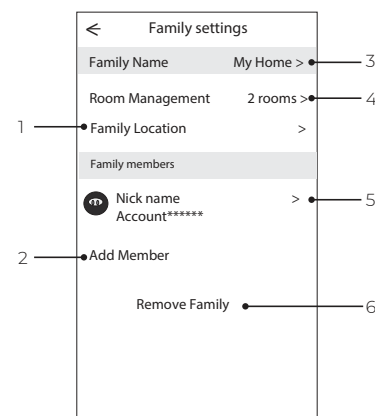 Family settings
Family Name My Home > 3
Room Management 2 rooms > 4
1 Family Location >
Family members
Nick name > 5
Account******
2 Add Member
Remove Family 6